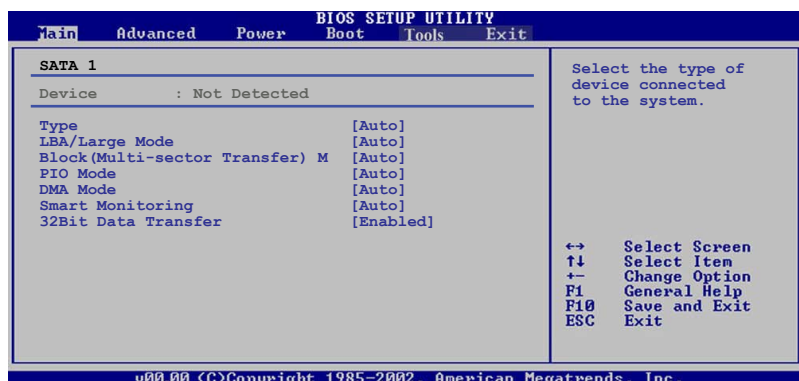 BIOS SETUP UTILITY
Main Advanced Power Boot Tools Exit
SATA 1
Device : Not Detected
Type [Auto]
LBA/Large Mode [Auto]
Block(Multi-sector Transfer) M [Auto]
PIO Mode [Auto]
DMA Mode [Auto]
Smart Monitoring [Auto]
32Bit Data Transfer [Enabled]
Select the type of
device connected
to the system.
←→ Select Screen
↑↓ Select Item
+- Change Option
F1 General Help
F10 Save and Exit
ESC Exit
v00.00 (C)Copyright 1985-2002, American Megatrends, Inc.